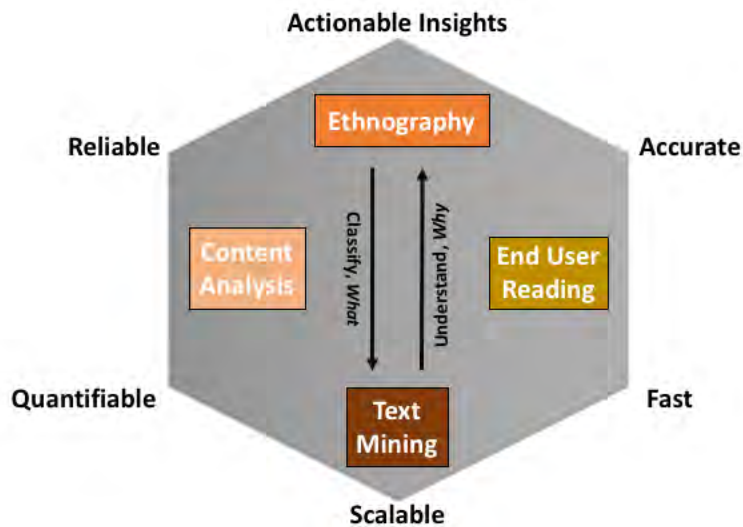 Actionable Insights
Ethnography
Reliable
Accurate
Classify, What
Understand, Why
Content
Analysis
End User
Reading
Quantifiable
Fast
Text
Mining
Scalable